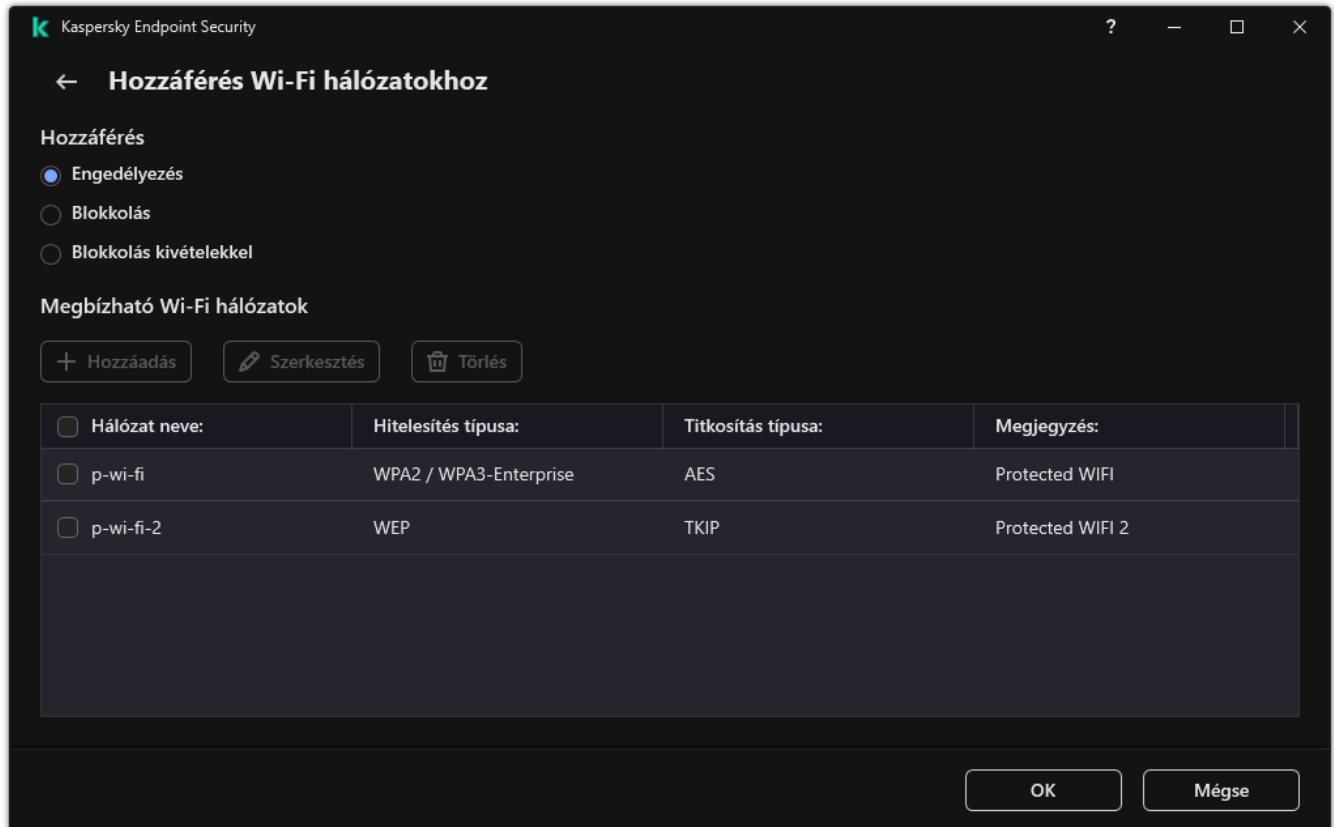 Kaspersky Endpoint Security ?
Hozzáférés Wi-Fi hálózatokhoz
Hozzáférés
Engedélyezés
Blokkolás
Blokkolás kivételekkel
Megbízható Wi-Fi hálózatok
Hozzáadás Szerkesztés Törlés
Hálózat neve: Hitelesítés típusa: Titkosítás típusa: Megjegyzés:
p-wi-fi WPA2 / WPA3-Enterprise AES Protected WIFI
p-wi-fi-2 WEP TKIP Protected WIFI 2
OK Mégse